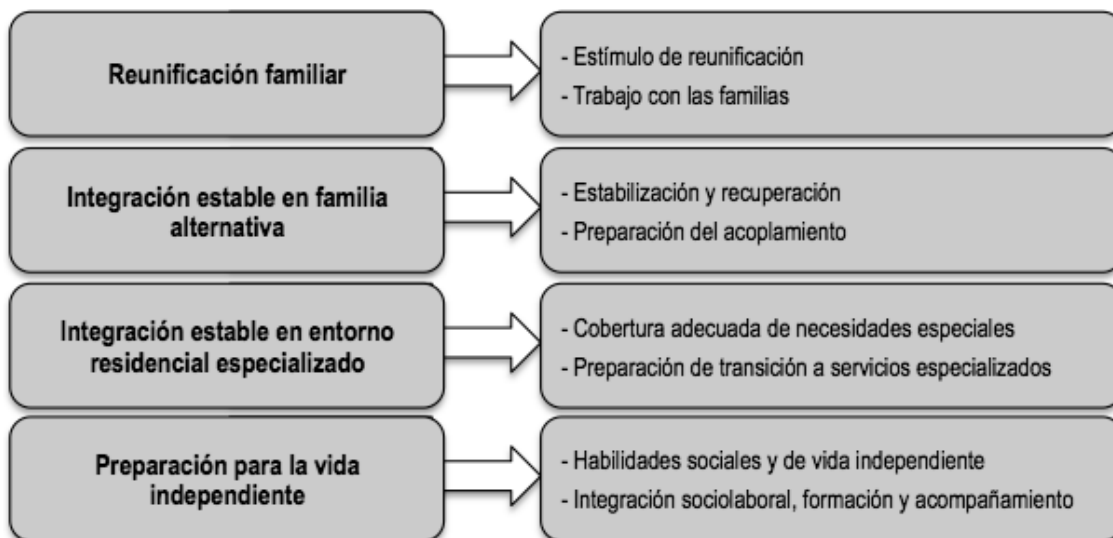 Reunificación familiar
- Estímulo de reunificación
- Trabajo con las familias
Integración estable en familia
alternativa
- Estabilización y recuperación
- Preparación del acoplamiento
Integración estable en entorno
residencial especializado
- Cobertura adecuada de necesidades especiales
- Preparación de transición a servicios especializados
Preparación para la vida
independiente
- Habilidades sociales y de vida independiente
- Integración sociolaboral, formación y acompañamiento